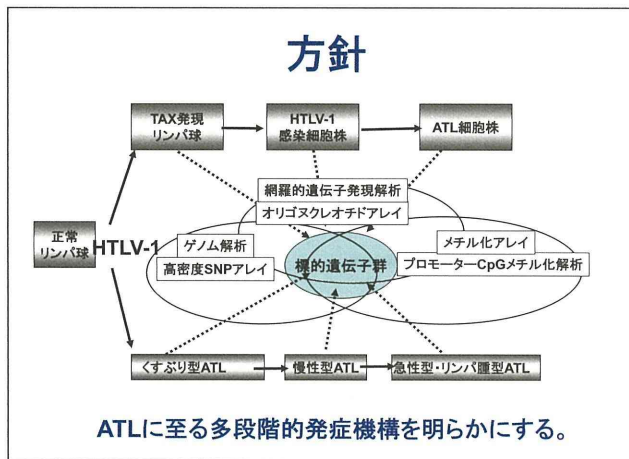 方針
TAX発現
リンパ球
HTLV-1
感染細胞株
ATL細胞株
網羅的遺伝子発現解析
オリゴヌクレオチドアレイ
正常
リンパ球
HTLV-1
ゲノム解析
高密度SNPアレイ
標的遺伝子群
メチル化アレイ
プロモーターCpGメチル化解析
くすぶり型ATL
慢性型ATL
急性型・リンパ腫型ATL
ATLに至る多段階的発症機構を明らかにする。